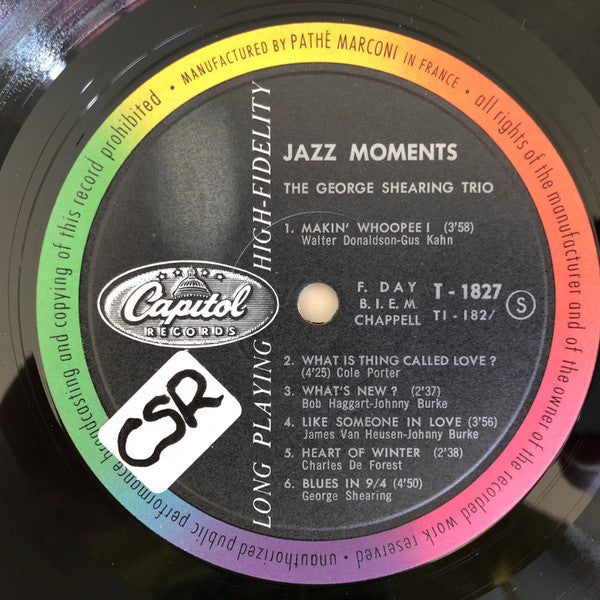 • MANUFACTURED BY PATHÉ MARCONI IN FRANCE • all rights of the manufacturer and of the owner of the recorded work reserved • unauthorized public performance broadcasting and copying of this record prohibited
LONG PLAYING HIGH-FIDELITY
JAZZ MOMENTS
THE GEORGE SHEARING TRIO
1. MAKIN' WHOOPEE! (3'58)
Walter Donaldson-Gus Kahn
Capitol
RECORDS
F. DAY
B.I.E.M.
CHAPPELL
T - 1827
S
2. WHAT IS THING CALLED LOVE?
(4'25) Cole Porter
3. WHAT'S NEW? (2'37)
Bob Haggart-Johnny Burke
4. LIKE SOMEONE IN LOVE (3'56)
James Van Heusen-Johnny Burke
5. HEART OF WINTER (2'38)
Charles De Forest
6. BLUES IN 9/4 (4'50)
George Shearing
CSR